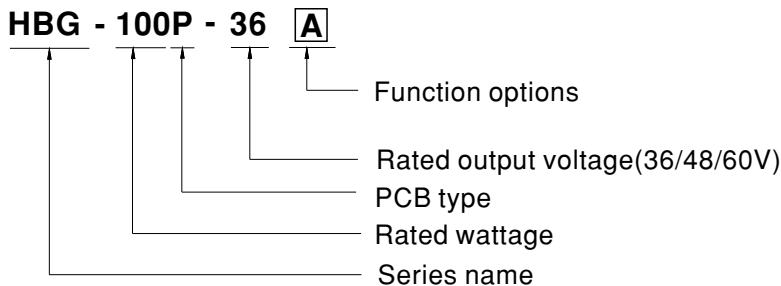 HBG - 100P - 36 A
Function options
Rated output voltage(36/48/60V)
PCB type
Rated wattage
Series name